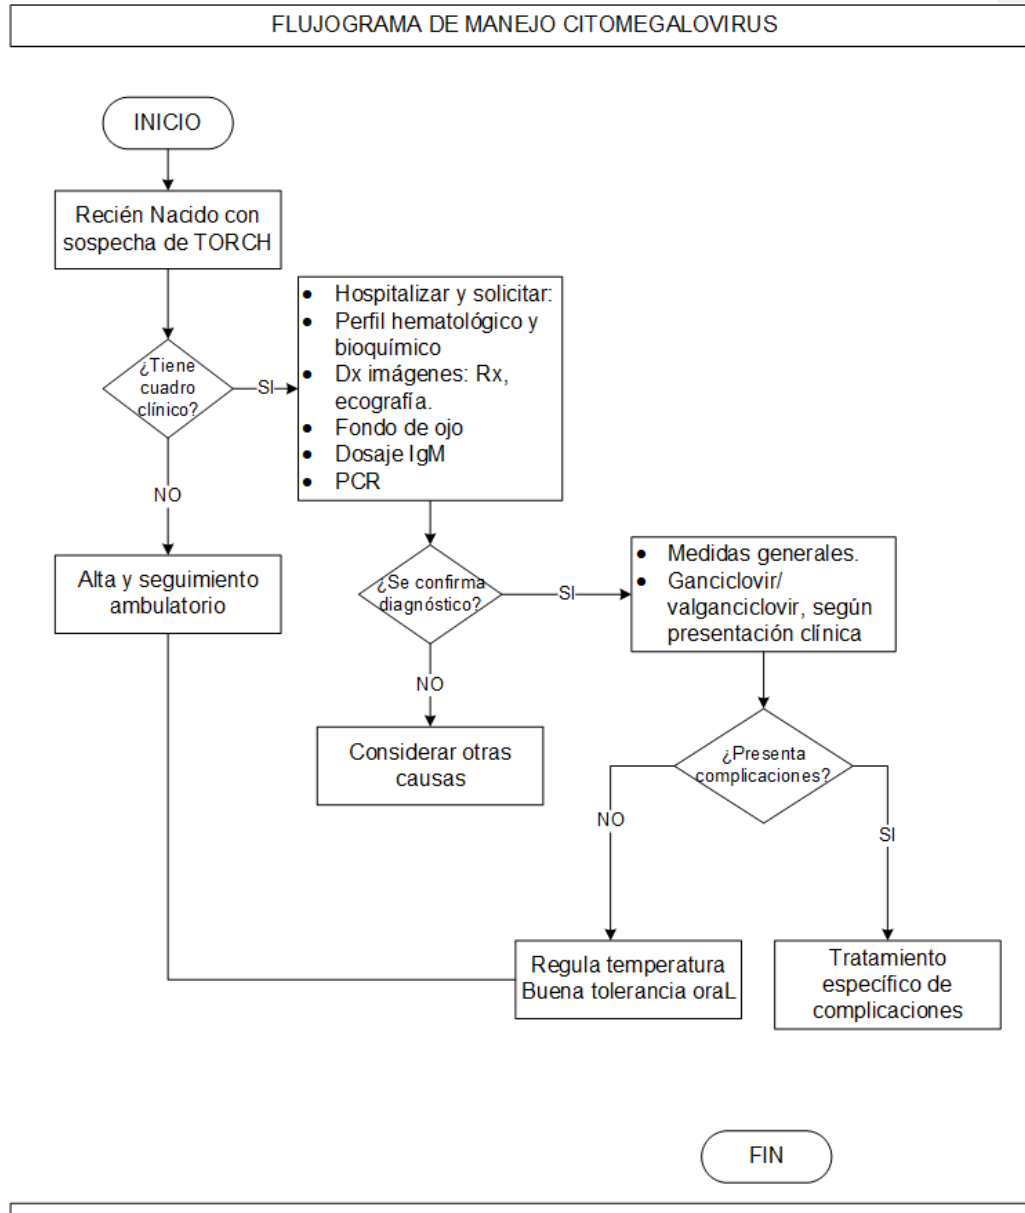 FLUJOGRAMA DE MANEJO CITOMEGALOVIRUS
INICIO
Recién Nacido con
sospecha de TORCH
¿Tiene
cuadro
clínico?
SI
• Hospitalizar y solicitar:
• Perfil hematológico y
bioquímico
• Dx imágenes: Rx,
ecografía.
• Fondo de ojo
• Dosaje IgM
• PCR
NO
Alta y seguimiento
ambulatorio
¿Se confirma
diagnóstico?
SI
• Medidas generales.
• Ganciclovir/
valganciclovir, según
presentación clínica
NO
Considerar otras
causas
¿Presenta
complicaciones?
NO
SI
Regula temperatura
Buena tolerancia oraL
Tratamiento
específico de
complicaciones
FIN